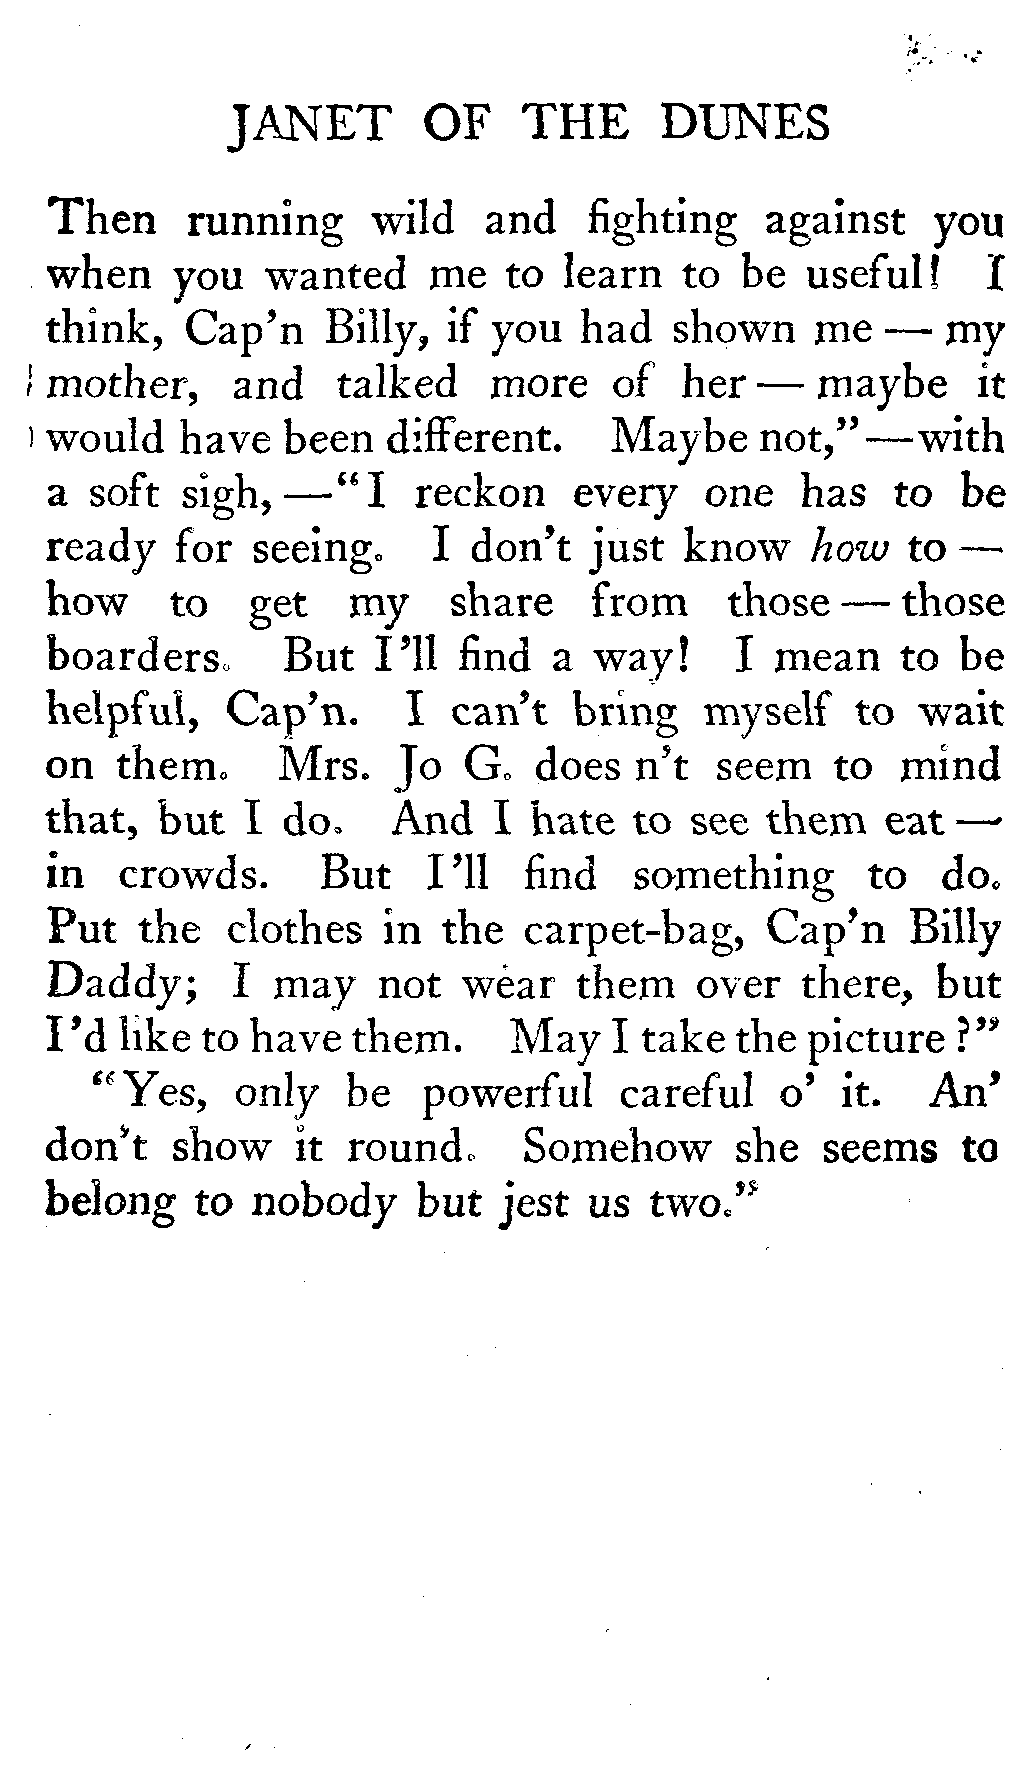 JANET OF THE DUNES
Then running wild and fighting against you
when you wanted me to learn to be useful! I
think, Cap'n Billy, if you had shown me — my
mother, and talked more of her — maybe it
would have been different. Maybe not,"—with
a soft sigh, —"I reckon every one has to be
ready for seeing. I don't just know how to —
how to get my share from those — those
boarders. But I'll find a way! I mean to be
helpful, Cap'n. I can't bring myself to wait
on them. Mrs. Jo G. does n't seem to mind
that, but I do. And I hate to see them eat —
in crowds. But I'll find something to do.
Put the clothes in the carpet-bag, Cap'n Billy
Daddy; I may not wear them over there, but
I'd like to have them. May I take the picture?"
"Yes, only be powerful careful o' it. An'
don't show it round. Somehow she seems to
belong to nobody but jest us two."